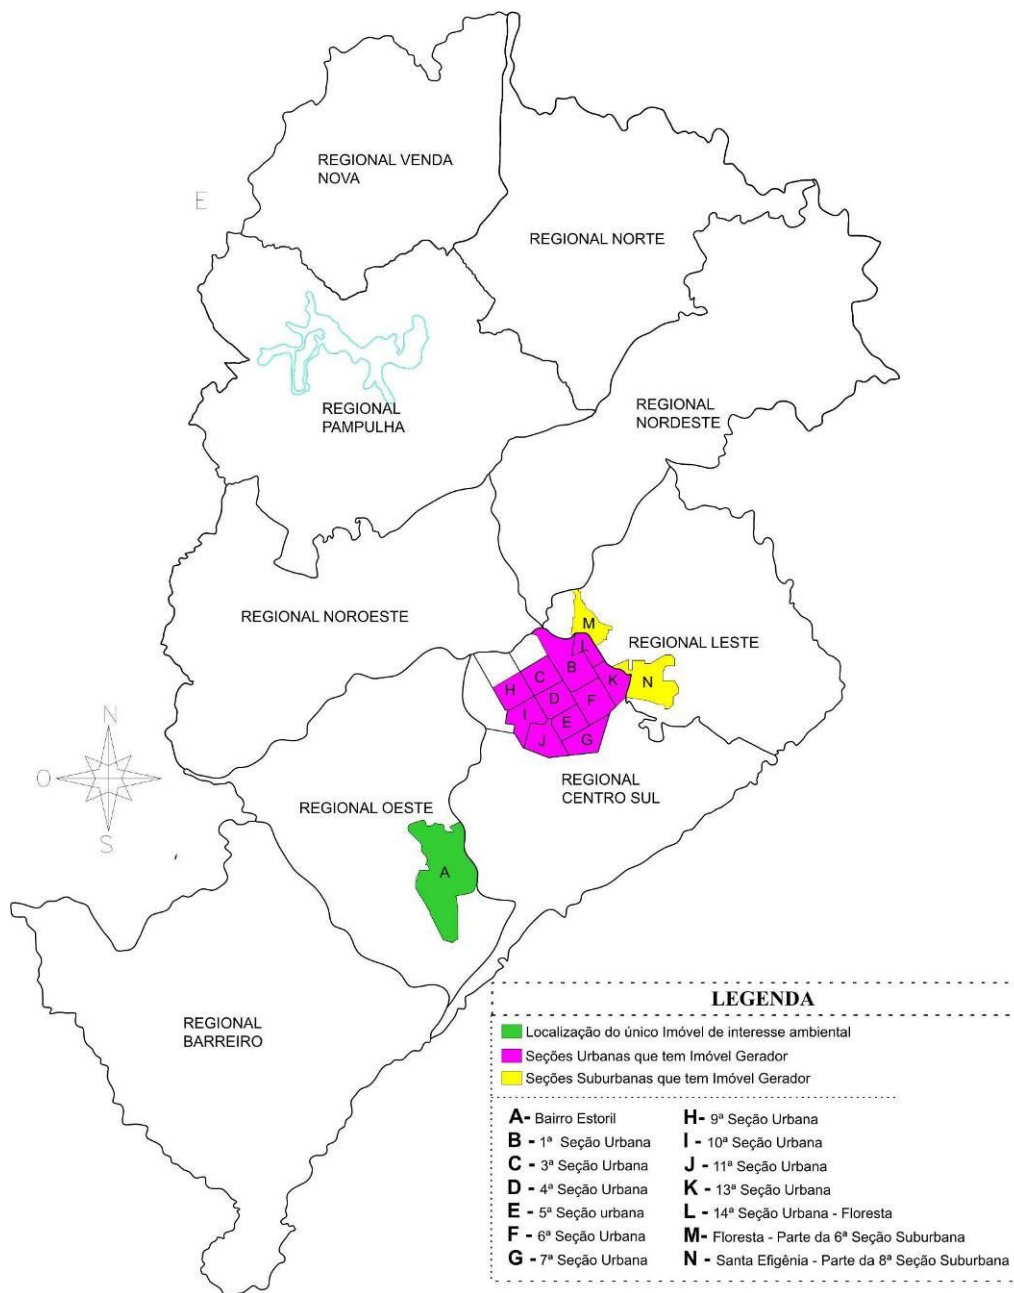 REGIONAL VENDA
NOVA
E
REGIONAL NORTE
REGIONAL
PAMPULHA
REGIONAL
NORDESTE
REGIONAL NOROESTE
M
REGIONAL LESTE
L
B
C
K
N
H
D
F
I
E
J
G
N
O
S
REGIONAL
CENTRO SUL
REGIONAL OESTE
A
REGIONAL
BARREIRO
LEGENDA
Localização do único Imóvel de interesse ambiental
Seções Urbanas que tem Imóvel Gerador
Seções Suburbanas que tem Imóvel Gerador
A- Bairro Estoril
B - 1ª Seção Urbana
C - 3ª Seção Urbana
D - 4ª Seção Urbana
E - 5ª Seção urbana
F - 6ª Seção Urbana
G - 7ª Seção Urbana
H- 9ª Seção Urbana
I - 10ª Seção Urbana
J - 11ª Seção Urbana
K - 13ª Seção Urbana
L - 14ª Seção Urbana - Floresta
M- Floresta - Parte da 6ª Seção Suburbana
N - Santa Efigênia - Parte da 8ª Seção Suburbana